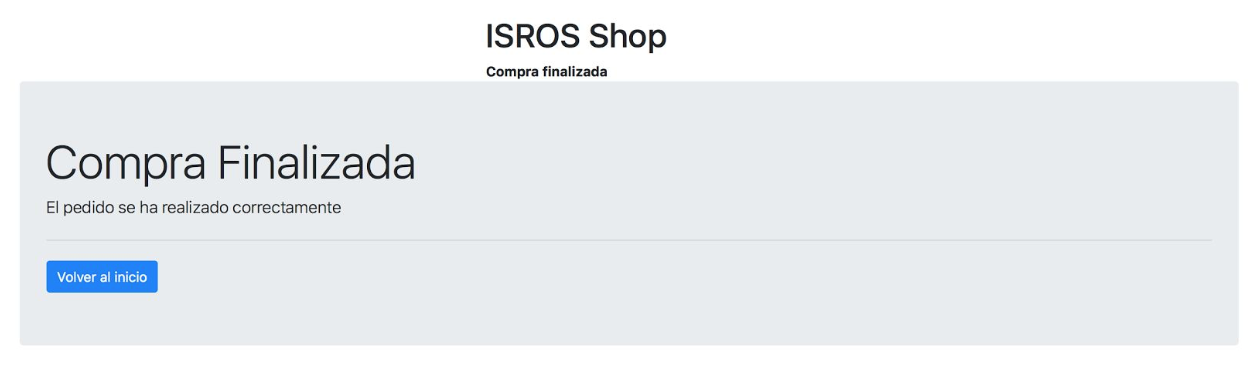 ISROS Shop
Compra finalizada
Compra Finalizada
El pedido se ha realizado correctamente
Volver al inicio